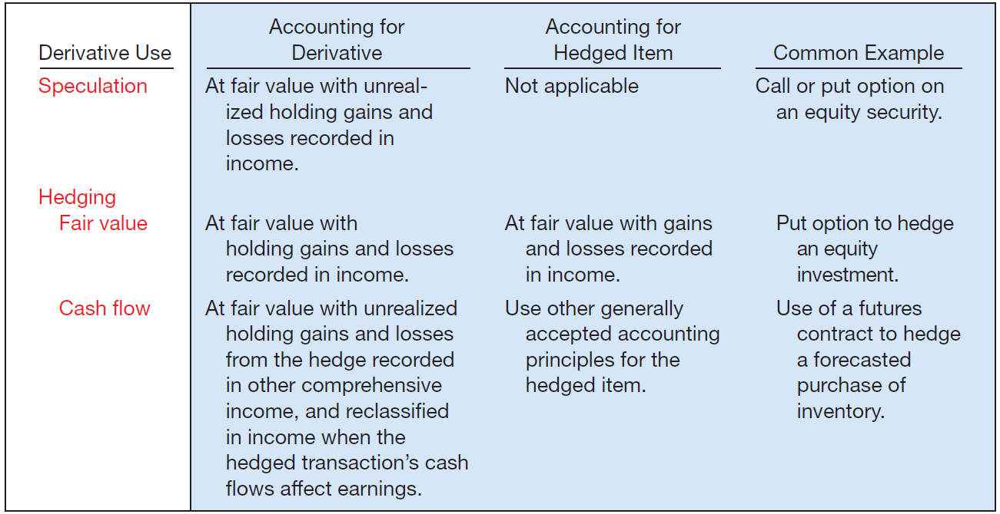 Derivative Use
Accounting for
Derivative
Accounting for
Hedged Item
Common Example
Speculation
At fair value with unreal-
ized holding gains and
losses recorded in
income.
Not applicable
Call or put option on
an equity security.
Hedging
Fair value
At fair value with
holding gains and losses
recorded in income.
At fair value with gains
and losses recorded
in income.
Put option to hedge
an equity
investment.
Cash flow
At fair value with unrealized
holding gains and losses
from the hedge recorded
in other comprehensive
income, and reclassified
in income when the
hedged transaction’s cash
flows affect earnings.
Use other generally
accepted accounting
principles for the
hedged item.
Use of a futures
contract to hedge
a forecasted
purchase of
inventory.